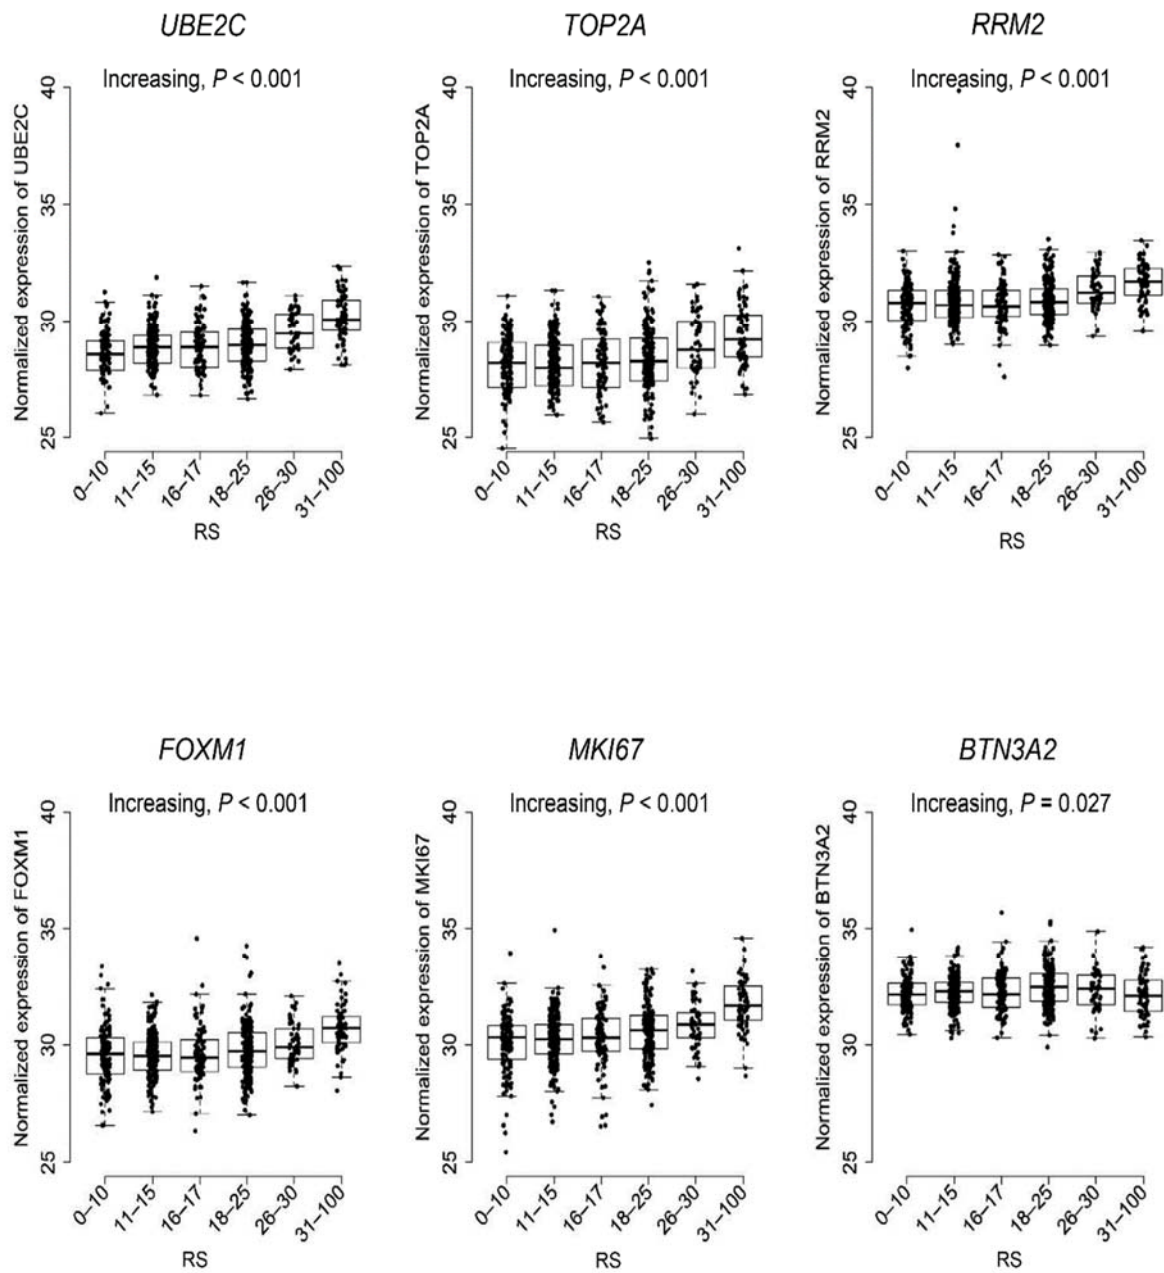 UBE2C
Increasing, P < 0.001
Normalized expression of UBE2C
40
35
30
25
0–10
11–15
16–17
18–25
26–30
31–100
RS
TOP2A
Increasing, P < 0.001
Normalized expression of TOP2A
40
35
30
25
0–10
11–15
16–17
18–25
26–30
31–100
RS
RRM2
Increasing, P < 0.001
Normalized expression of RRM2
40
35
30
25
0–10
11–15
16–17
18–25
26–30
31–100
RS
FOXM1
Increasing, P < 0.001
Normalized expression of FOXM1
40
35
30
25
0–10
11–15
16–17
18–25
26–30
31–100
RS
MKI67
Increasing, P < 0.001
Normalized expression of MKI67
40
35
30
25
0–10
11–15
16–17
18–25
26–30
31–100
RS
BTN3A2
Increasing, P = 0.027
Normalized expression of BTN3A2
40
35
30
25
0–10
11–15
16–17
18–25
26–30
31–100
RS